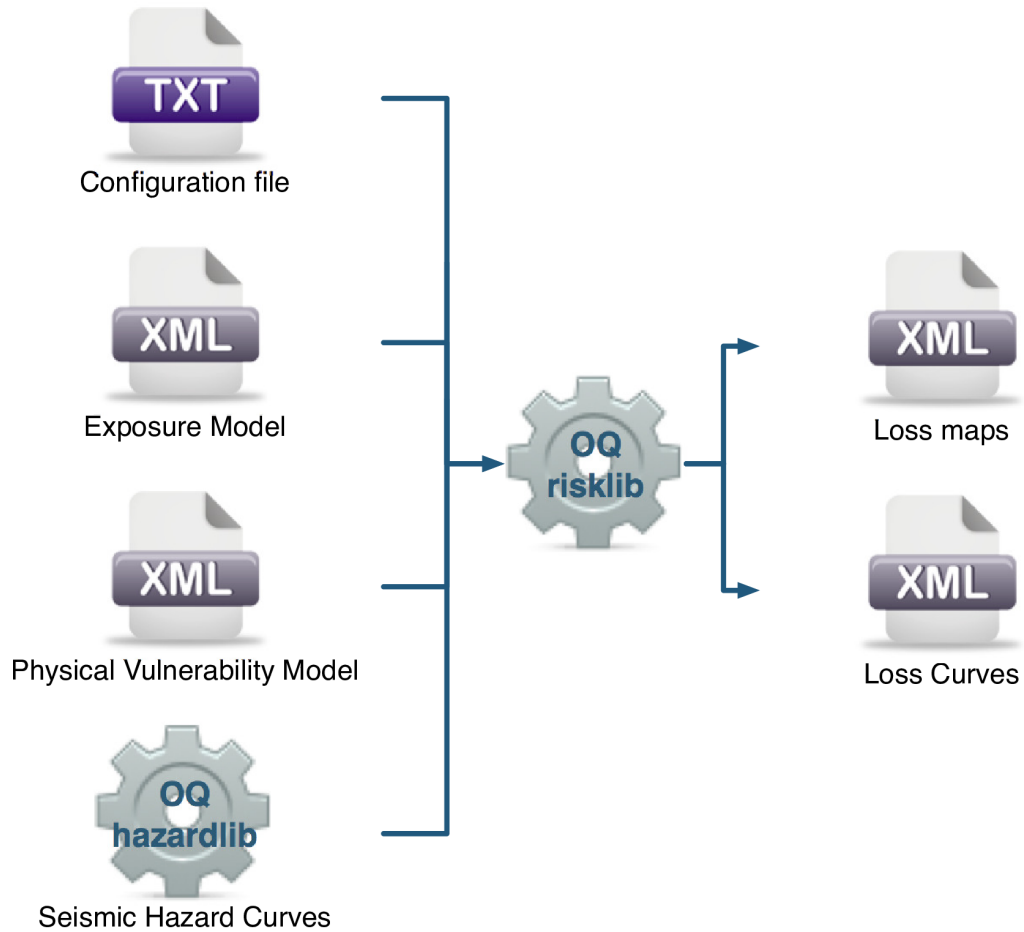 TXT
Configuration file
XML
Exposure Model
XML
Physical Vulnerability Model
OQ
hazardlib
Seismic Hazard Curves
OQ
risklib
XML
Loss maps
XML
Loss Curves